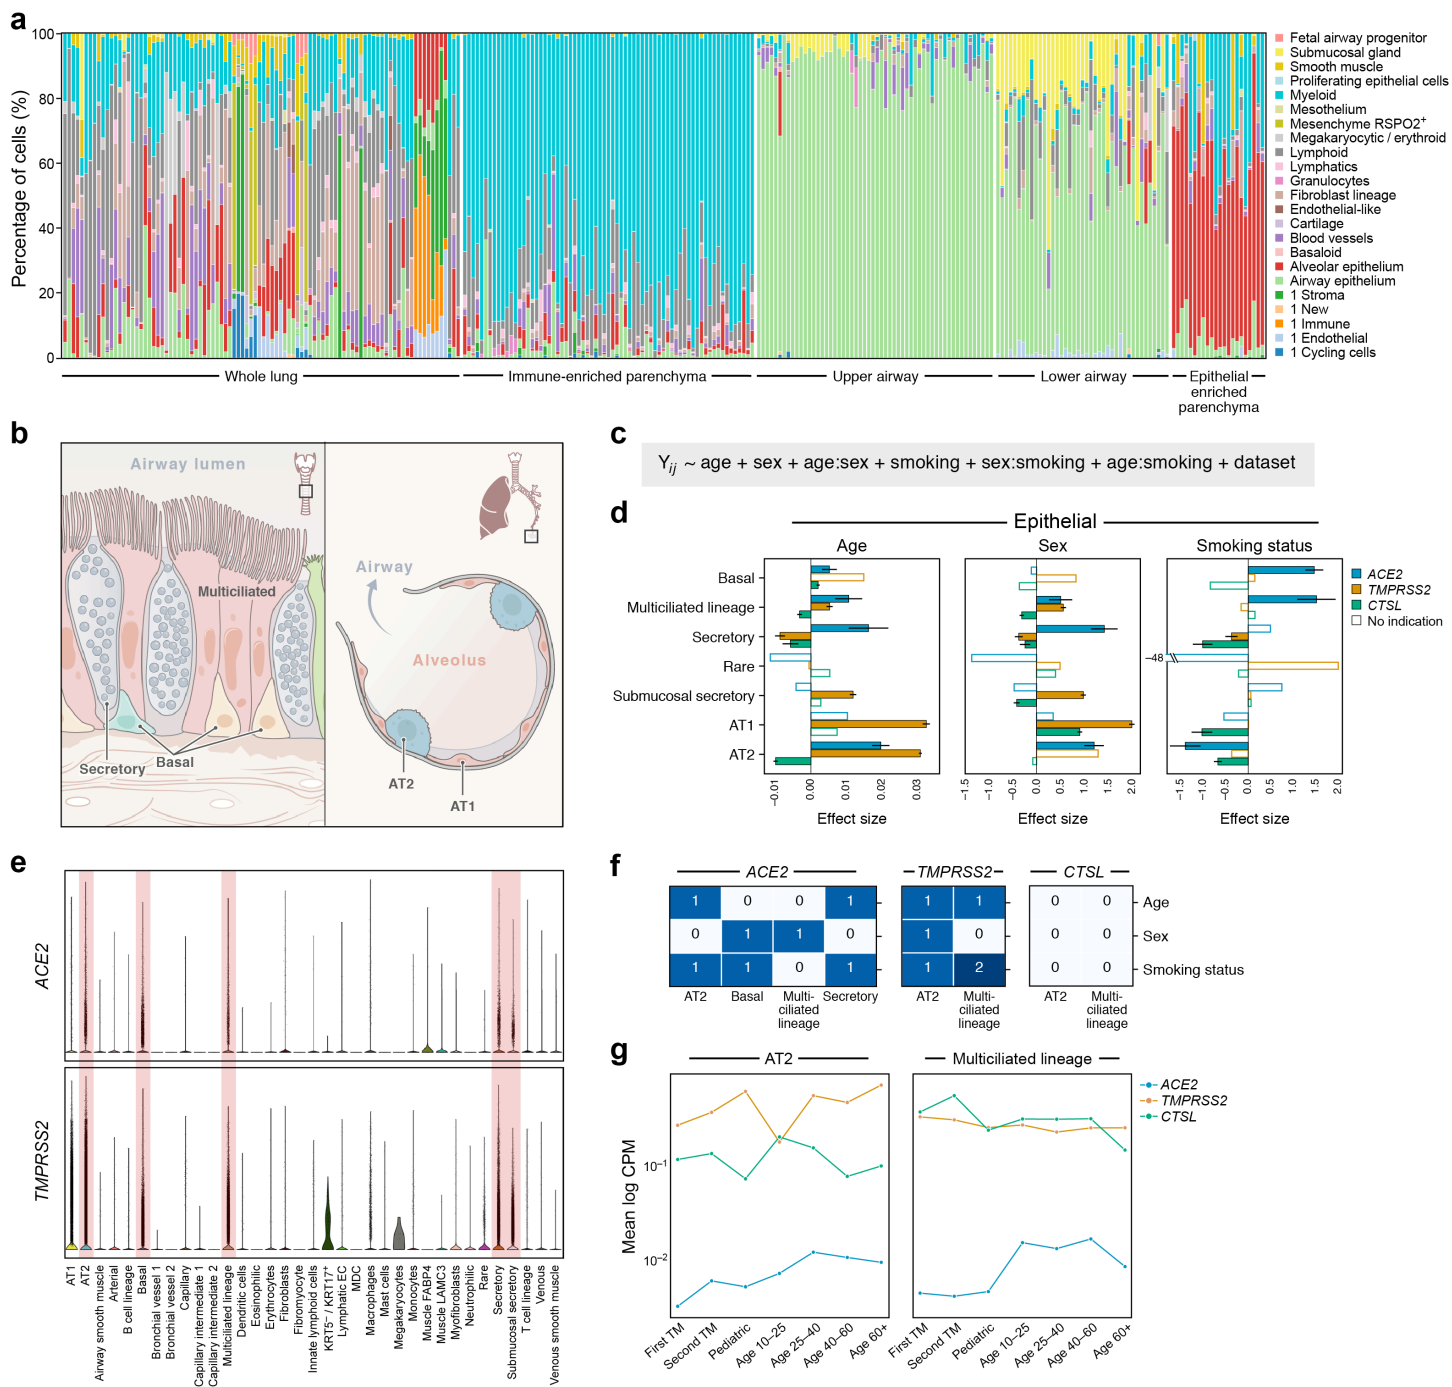 a
Percentage of cells (%)
100
80
60
40
20
0
Whole lung
Immune-enriched parenchyma
Upper airway
Lower airway
Epithelial
enriched
parenchyma
Fetal airway progenitor
Submucosal gland
Smooth muscle
Proliferating epithelial cells
Myeloid
Mesothelium
Mesenchyme RSPO2+
Megakaryocytic / erythroid
Lymphoid
Lymphatics
Granulocytes
Fibroblast lineage
Endothelial-like
Cartilage
Blood vessels
Basaloid
Alveolar epithelium
Airway epithelium
1 Stroma
1 New
1 Immune
1 Endothelial
1 Cycling cells
b
Airway lumen
Multiciliated
Secretory
Basal
Airway
Alveolus
AT2
AT1
c
Yij ~ age + sex + age:sex + smoking + sex:smoking + age:smoking + dataset
d
Epithelial
Age
Sex
Smoking status
Basal
Multiciliated lineage
Secretory
Rare
Submucosal secretory
AT1
AT2
−48
−0.01
0.00
0.01
0.02
0.03
−1.5
−1.0
−0.5
0.0
0.5
1.0
1.5
2.0
−1.5
−1.0
−0.5
0.0
0.5
1.0
1.5
2.0
Effect size
Effect size
Effect size
ACE2
TMPRSS2
CTSL
No indication
e
ACE2
TMPRSS2
AT1
AT2
Airway smooth muscle
Arterial
B cell lineage
Basal
Bronchial vessel 1
Bronchial vessel 2
Capillary
Capillary intermediate 1
Capillary intermediate 2
Multiciliated lineage
Dendritic cells
Eosinophilic
Erythrocytes
Fibroblasts
Fibromyocyte
Innate lymphoid cells
KRT5− / KRT17+
Lymphatic EC
MDC
Macrophages
Mast cells
Megakaryocytes
Monocytes
Muscle FABP4
Muscle LAMC3
Myofibroblasts
Neutrophilic
Rare
Secretory
Submucosal secretory
T cell lineage
Venous
Venous smooth muscle
f
ACE2
TMPRSS2
CTSL
1 0 0 1 1 1 0 0 Age
0 1 1 0 1 0 0 0 Sex
1 1 0 1 1 2 0 0 Smoking status
AT2
Basal
Multi-
ciliated
lineage
Secretory
AT2
Multi-
ciliated
lineage
AT2
Multi-
ciliated
lineage
g
AT2
Multiciliated lineage
Mean log CPM
10−1
10−2
First TM
Second TM
Pediatric
Age 10–25
Age 25–40
Age 40–60
Age 60+
First TM
Second TM
Pediatric
Age 10–25
Age 25–40
Age 40–60
Age 60+
ACE2
TMPRSS2
CTSL